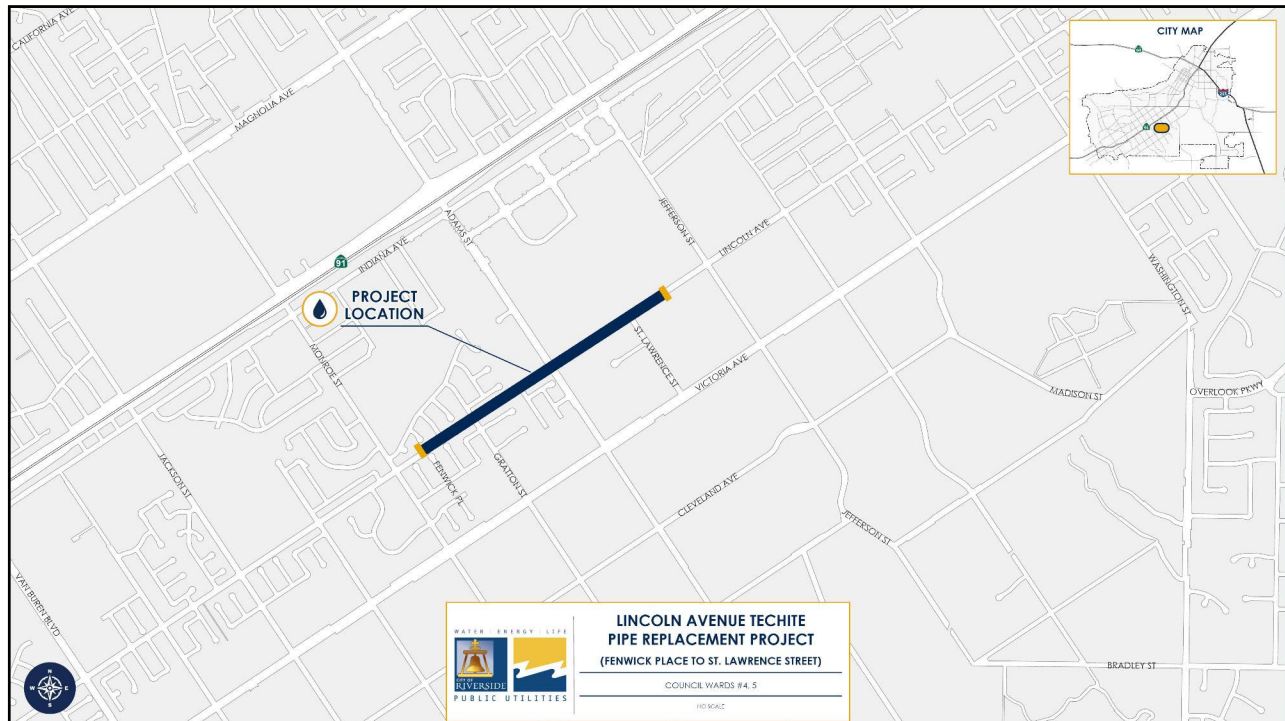 CALIFORNIA AVE
MAGNOLIA AVE
CITY MAP
91
ADAMS ST
INDIANA AVE
JEFFERSON ST
LINCOLN AVE
WASHINGTON ST
91
PROJECT
LOCATION
MONROE ST
ST. LAWRENCE ST
VICTORIA AVE
MADISON ST
OVERLOOK PKWY
JACKSON ST
FENWICK PL
GRATTON ST
CLEVELAND AVE
JEFFERSON ST
VAN BUREN BLVD
BRADLEY ST
N
W E
S
WATER | ENERGY | LIFE
CITY OF
RIVERSIDE
PUBLIC UTILITIES
LINCOLN AVENUE TECHITE
PIPE REPLACEMENT PROJECT
(FENWICK PLACE TO ST. LAWRENCE STREET)
COUNCIL WARDS #4, 5
NO SCALE